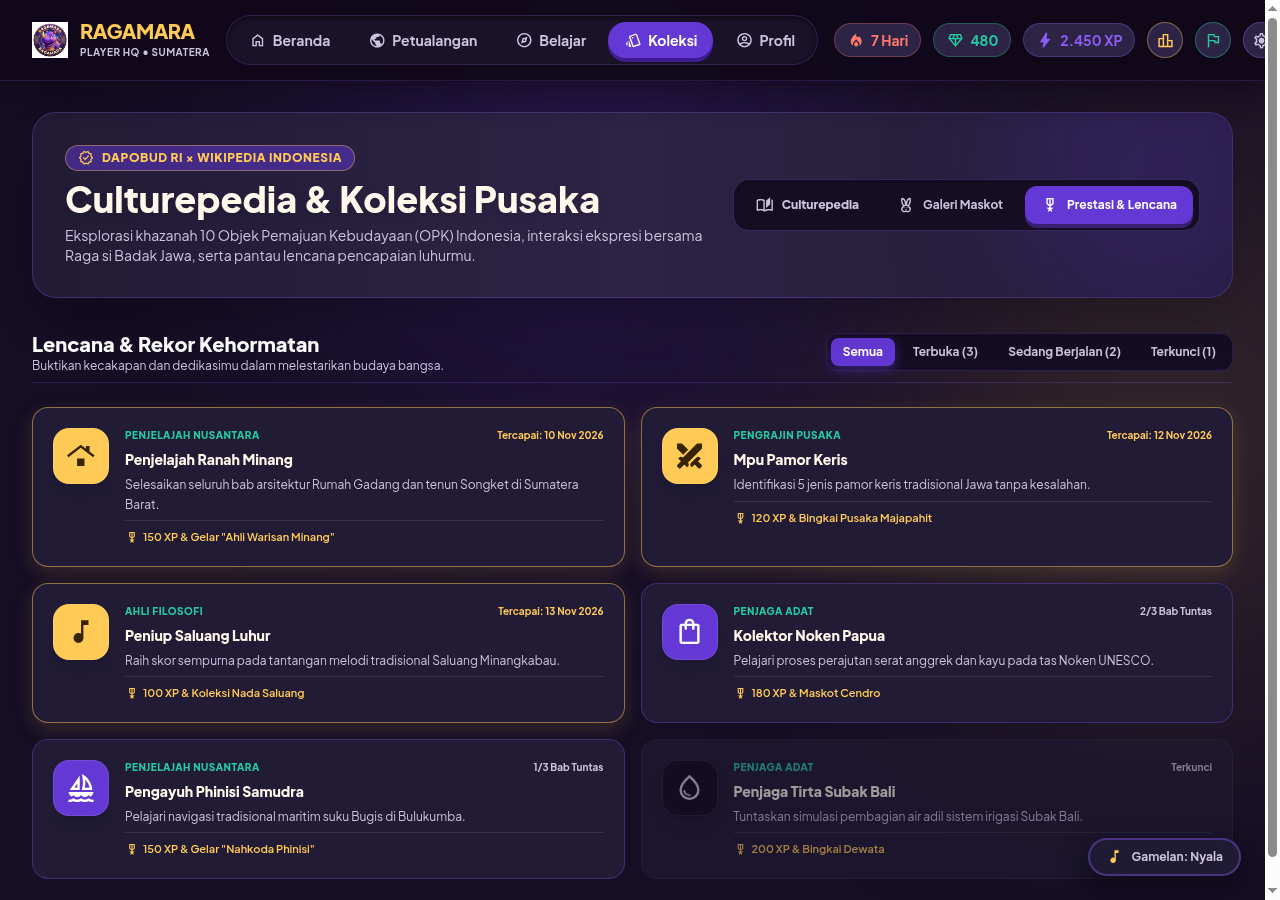 RAGAMARA
PLAYER HQ • SUMATERA
Beranda
Petualangan
Belajar
Koleksi
Profil
7 Hari
480
2.450 XP
DAPOBUD RI × WIKIPEDIA INDONESIA
Culturepedia & Koleksi Pusaka
Eksplorasi khazanah 10 Objek Pemajuan Kebudayaan (OPK) Indonesia, interaksi ekspresi bersama
Raga si Badak Jawa, serta pantau lencana pencapaian luhurmu.
Culturepedia
Galeri Maskot
Prestasi & Lencana
Lencana & Rekor Kehormatan
Buktikan kecakapan dan dedikasimu dalam melestarikan budaya bangsa.
Semua
Terbuka (3)
Sedang Berjalan (2)
Terkunci (1)
PENJELAJAH NUSANTARA
Tercapai: 10 Nov 2026
Penjelajah Ranah Minang
Selesaikan seluruh bab arsitektur Rumah Gadang dan tenun Songket di Sumatera
Barat.
150 XP & Gelar "Ahli Warisan Minang"
PENGRAJIN PUSAKA
Tercapai: 12 Nov 2026
Mpu Pamor Keris
Identifikasi 5 jenis pamor keris tradisional Jawa tanpa kesalahan.
120 XP & Bingkai Pusaka Majapahit
AHLI FILOSOFI
Tercapai: 13 Nov 2026
Peniup Saluang Luhur
Raih skor sempurna pada tantangan melodi tradisional Saluang Minangkabau.
100 XP & Koleksi Nada Saluang
PENJAGA ADAT
2/3 Bab Tuntas
Kolektor Noken Papua
Pelajari proses perajutan serat anggrek dan kayu pada tas Noken UNESCO.
180 XP & Maskot Cendro
PENJELAJAH NUSANTARA
1/3 Bab Tuntas
Pengayuh Phinisi Samudra
Pelajari navigasi tradisional maritim suku Bugis di Bulukumba.
150 XP & Gelar "Nahkoda Phinisi"
PENJAGA ADAT
Terkunci
Penjaga Tirta Subak Bali
Tuntaskan simulasi pembagian air adil sistem irigasi Subak Bali.
200 XP & Bingkai Dewata
Gamelan: Nyala